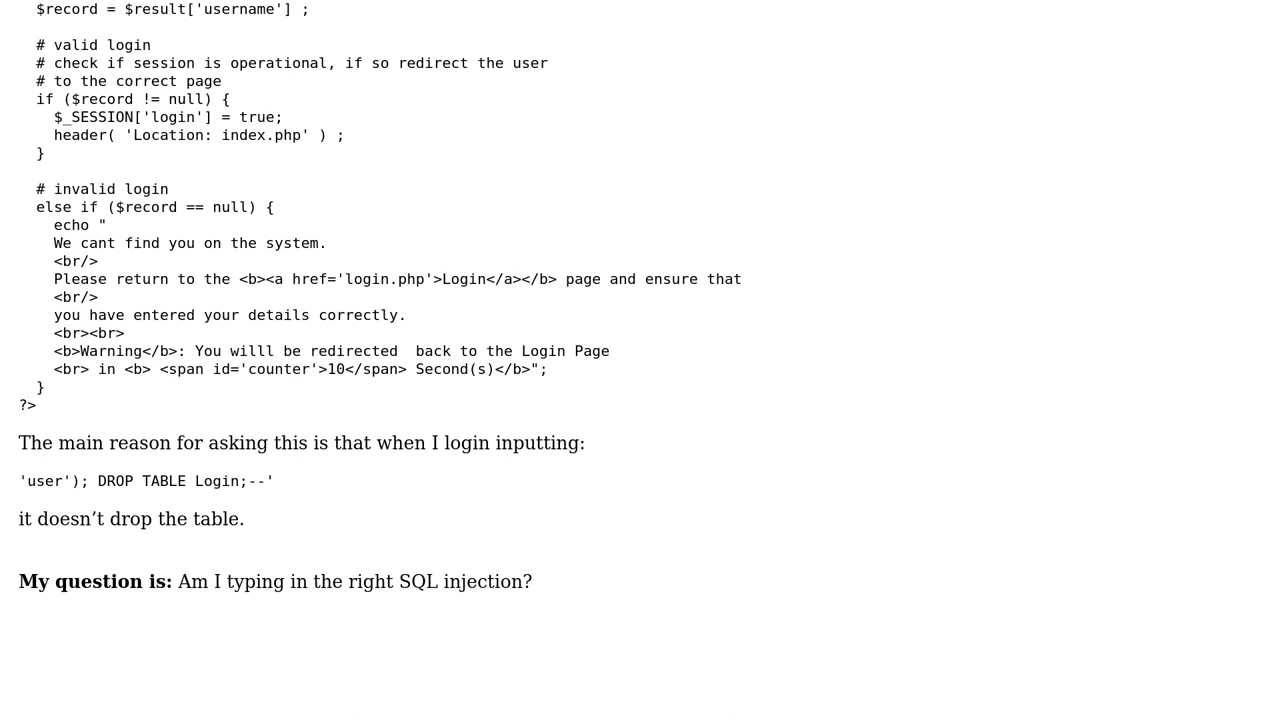 $record = $result['username'] ;
# valid login
# check if session is operational, if so redirect the user
# to the correct page
if ($record != null) {
$_SESSION['login'] = true;
header( 'Location: index.php' ) ;
}
# invalid login
else if ($record == null) {
echo "
We cant find you on the system.
<br/>
Please return to the <b><a href='login.php'>Login</a></b> page and ensure that
<br/>
you have entered your details correctly.
<br><br>
<b>Warning</b>: You willl be redirected  back to the Login Page
<br> in <b> <span id='counter'>10</span> Second(s)</b>";
}
?>
The main reason for asking this is that when I login inputting:
'user'); DROP TABLE Login;--'
it doesn’t drop the table.
My question is: Am I typing in the right SQL injection?